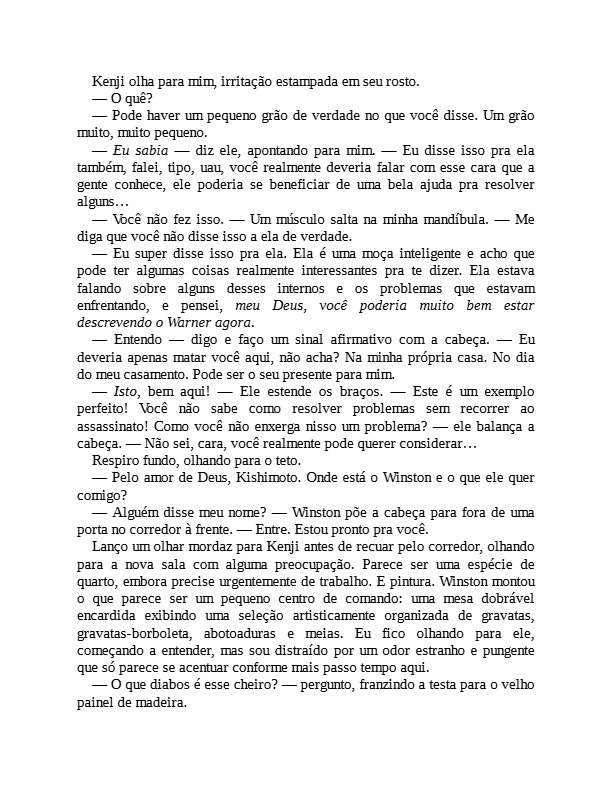 Kenji olha para mim, irritação estampada em seu rosto.
— O quê?
— Pode haver um pequeno grão de verdade no que você disse. Um grão
muito, muito pequeno.
— Eu sabia — diz ele, apontando para mim. — Eu disse isso pra ela
também, falei, tipo, uau, você realmente deveria falar com esse cara que a
gente conhece, ele poderia se beneficiar de uma bela ajuda pra resolver
alguns…
— Você não fez isso. — Um músculo salta na minha mandíbula. — Me
diga que você não disse isso a ela de verdade.
— Eu super disse isso pra ela. Ela é uma moça inteligente e acho que
pode ter algumas coisas realmente interessantes pra te dizer. Ela estava
falando sobre alguns desses internos e os problemas que estavam
enfrentando, e pensei, meu Deus, você poderia muito bem estar
descrevendo o Warner agora.
— Entendo — digo e faço um sinal afirmativo com a cabeça. — Eu
deveria apenas matar você aqui, não acha? Na minha própria casa. No dia
do meu casamento. Pode ser o seu presente para mim.
— Isto, bem aqui! — Ele estende os braços. — Este é um exemplo
perfeito! Você não sabe como resolver problemas sem recorrer ao
assassinato! Como você não enxerga nisso um problema? — ele balança a
cabeça. — Não sei, cara, você realmente pode querer considerar…
Respiro fundo, olhando para o teto.
— Pelo amor de Deus, Kishimoto. Onde está o Winston e o que ele quer
comigo?
— Alguém disse meu nome? — Winston põe a cabeça para fora de uma
porta no corredor à frente. — Entre. Estou pronto pra você.
Lanço um olhar mordaz para Kenji antes de recuar pelo corredor, olhando
para a nova sala com alguma preocupação. Parece ser uma espécie de
quarto, embora precise urgentemente de trabalho. E pintura. Winston montou
o que parece ser um pequeno centro de comando: uma mesa dobrável
encardida exibindo uma seleção artisticamente organizada de gravatas,
gravatas-borboleta, abotoaduras e meias. Eu fico olhando para ele,
começando a entender, mas sou distraído por um odor estranho e pungente
que só parece se acentuar conforme mais passo tempo aqui.
— O que diabos é esse cheiro? — pergunto, franzindo a testa para o velho
painel de madeira.